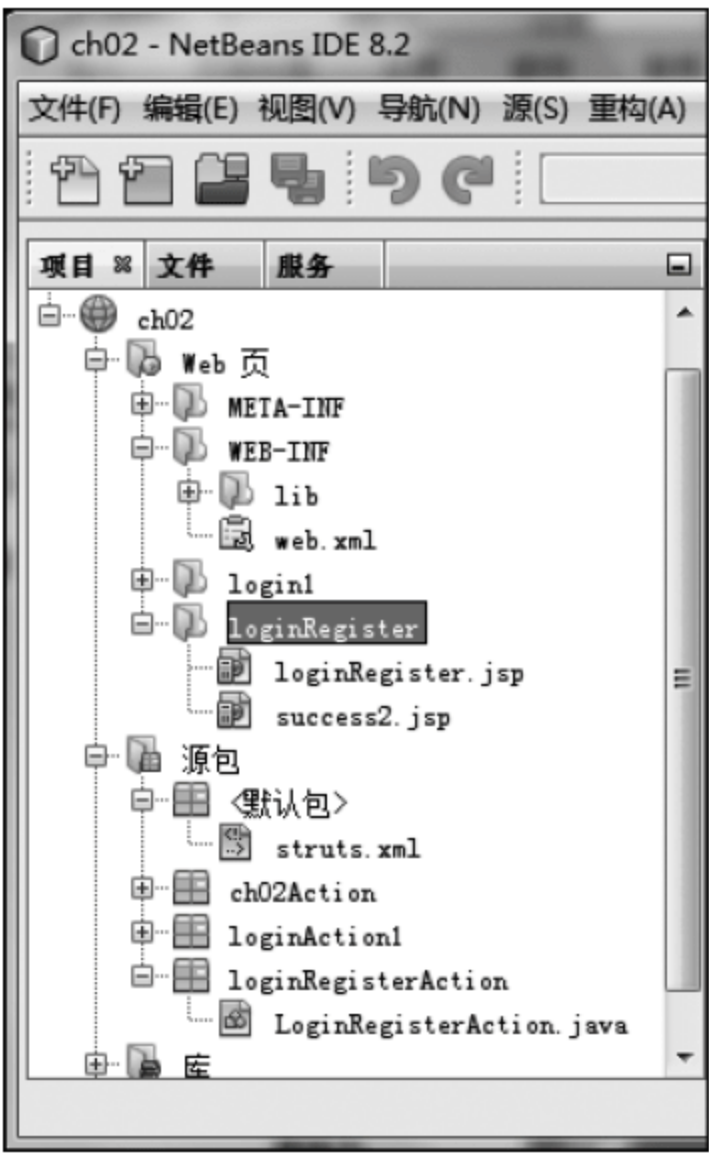 ch02 - NetBeans IDE 8.2
文件(F) 编辑(E) 视图(V) 导航(N) 源(S) 重构(A)
项目 文件 服务
ch02
Web 页
META-INF
WEB-INF
lib
web.xml
login1
loginRegister
loginRegister.jsp
success2.jsp
源包
<默认包>
struts.xml
ch02Action
loginAction1
loginRegisterAction
LoginRegisterAction.java
库